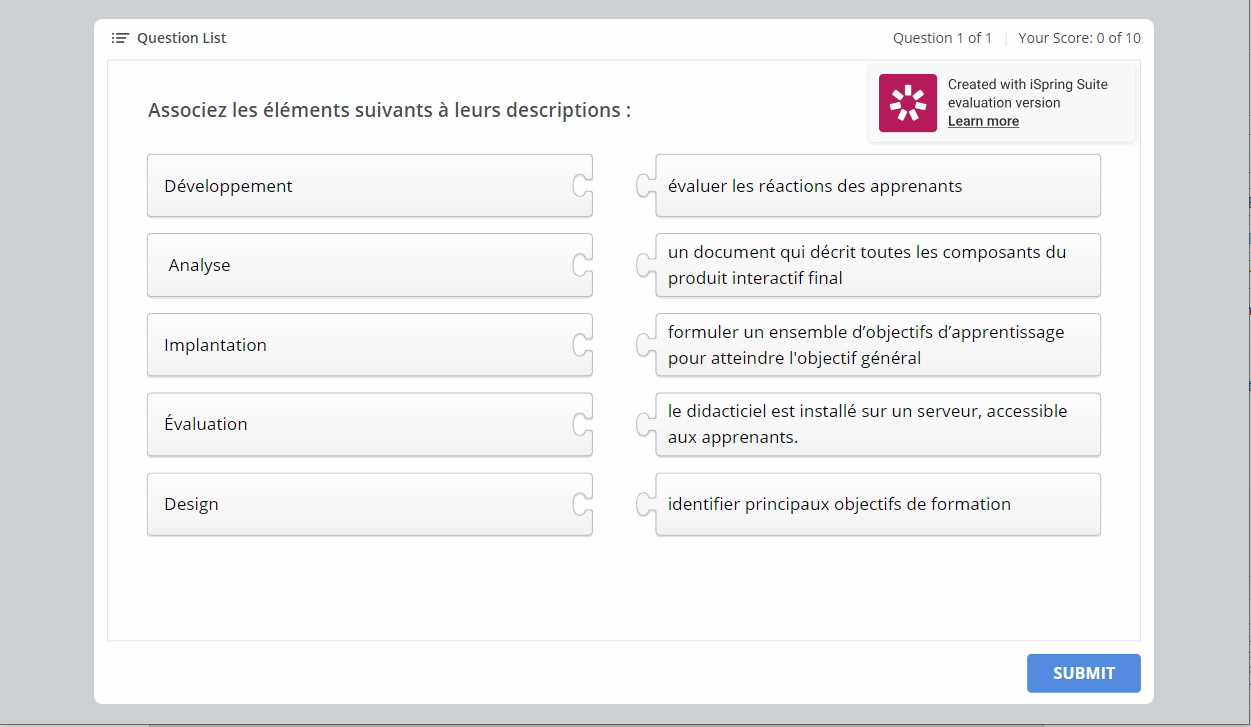 Question List
Question 1 of 1 | Your Score: 0 of 10
Created with iSpring Suite
evaluation version
Learn more
Associez les éléments suivants à leurs descriptions :
Développement
évaluer les réactions des apprenants
Analyse
un document qui décrit toutes les composants du
produit interactif final
Implantation
formuler un ensemble d’objectifs d’apprentissage
pour atteindre l'objectif général
Évaluation
le didacticiel est installé sur un serveur, accessible
aux apprenants.
Design
identifier principaux objectifs de formation
SUBMIT